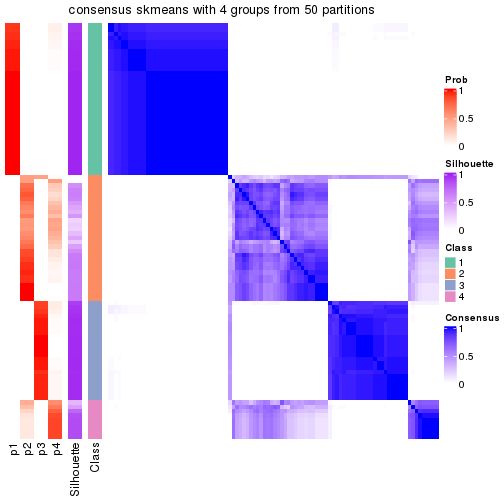 consensus skmeans with 4 groups from 50 partitions
Prob
1
0.5
0
Silhouette
1
0.5
0
Class
1
2
3
4
Consensus
1
0.5
0
p1
p2
p3
p4
Silhouette
Class